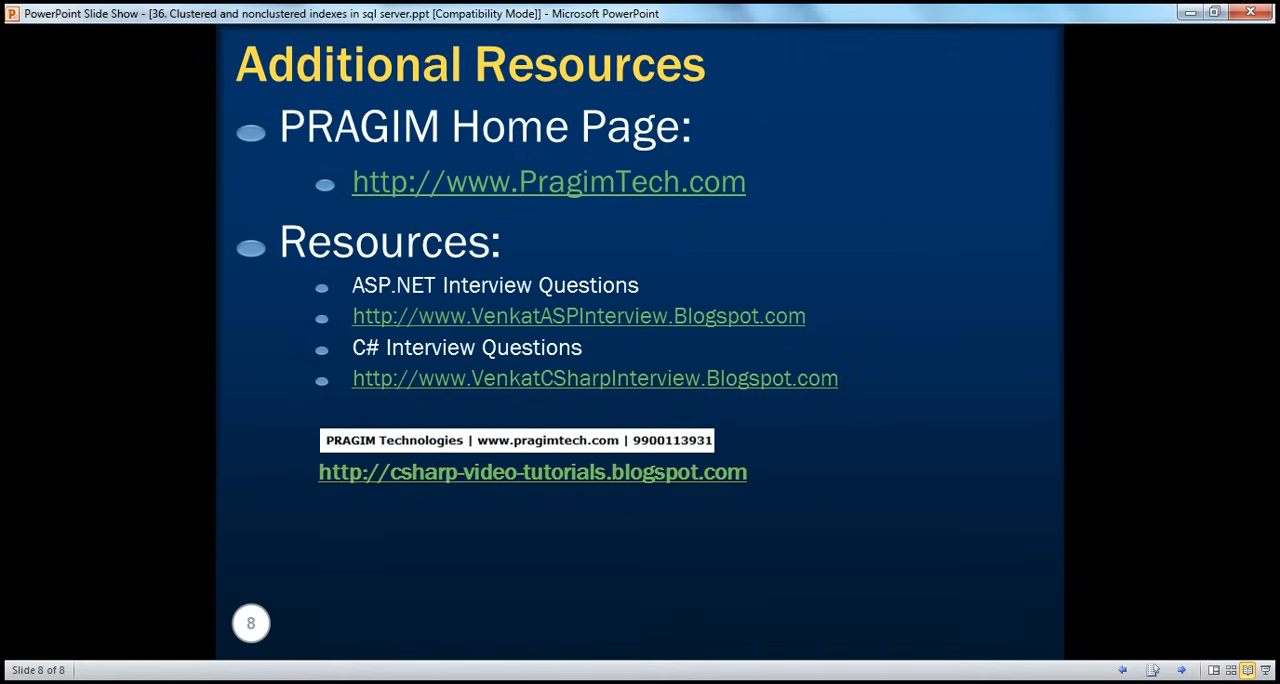 PowerPoint Slide Show - [36. Clustered and nonclustered indexes in sql server.ppt [Compatibility Mode]] - Microsoft PowerPoint
Additional Resources
PRAGIM Home Page:
http://www.PragimTech.com
Resources:
ASP.NET Interview Questions
http://www.VenkatASPInterview.Blogspot.com
C# Interview Questions
http://www.VenkatCSharpInterview.Blogspot.com
PRAGIM Technologies | www.pragimtech.com | 9900113931
http://csharp-video-tutorials.blogspot.com
8
Slide 8 of 8